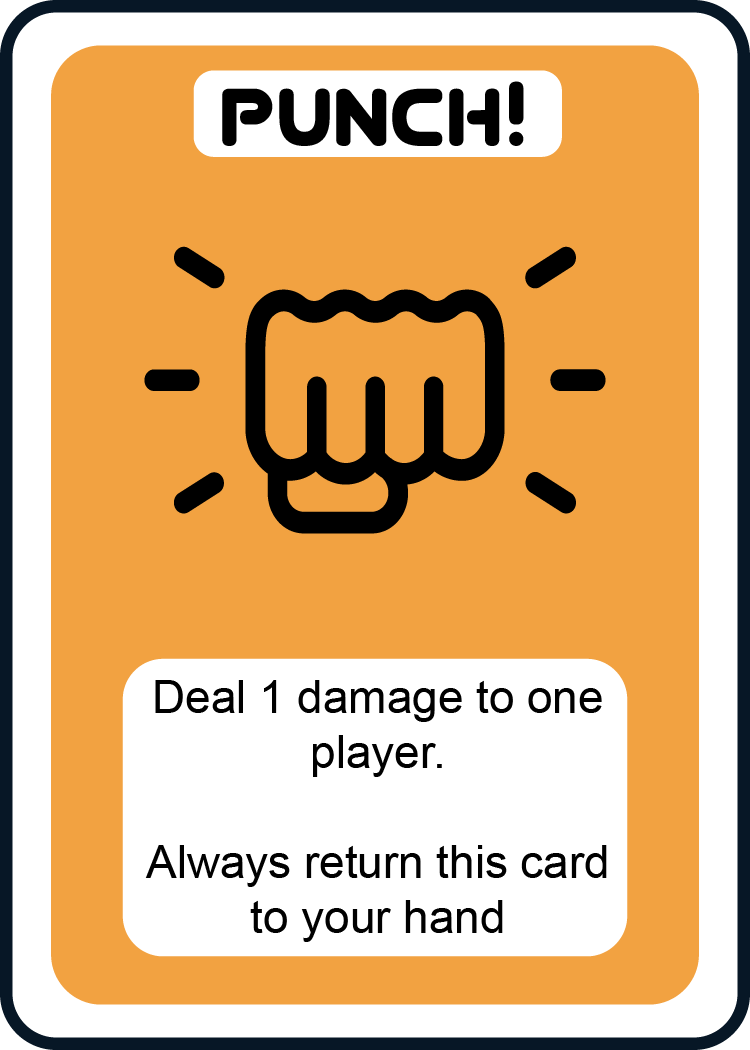 PUNCH!
Deal 1 damage to one
player.
Always return this card
to your hand